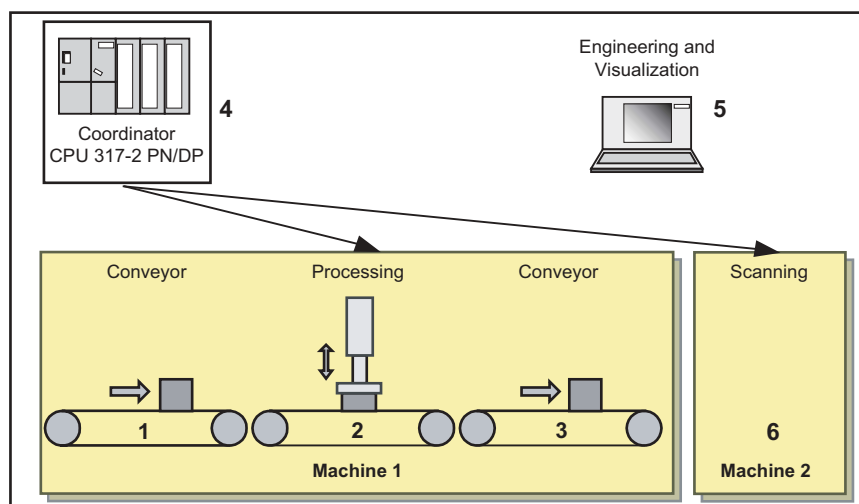 Engineering and
Visualization
4
5
Coordinator
CPU 317-2 PN/DP
Conveyor
Processing
Conveyor
Scanning
1
2
3
6
Machine 1
Machine 2